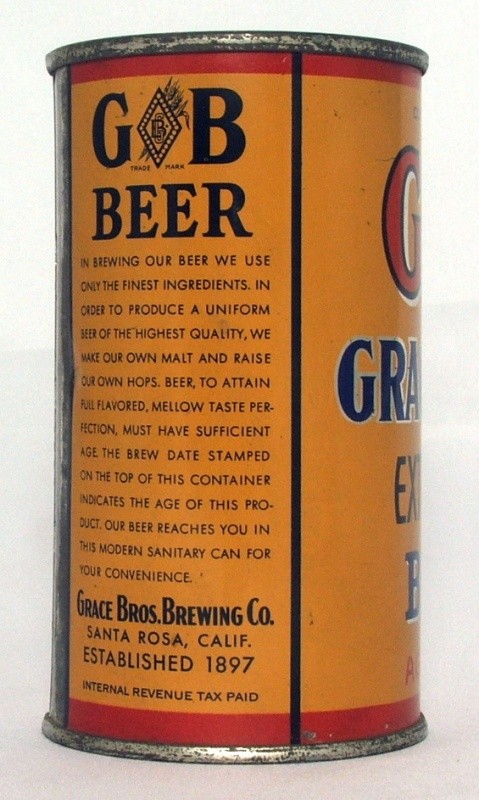 G B
TRADE MARK
BEER
IN BREWING OUR BEER WE USE
ONLY THE FINEST INGREDIENTS. IN
ORDER TO PRODUCE A UNIFORM
BEER OF THE HIGHEST QUALITY, WE
MAKE OUR OWN MALT AND RAISE
OUR OWN HOPS. BEER, TO ATTAIN
FULL FLAVORED, MELLOW TASTE PER-
FECTION, MUST HAVE SUFFICIENT
AGE. THE BREW DATE STAMPED
ON THE TOP OF THIS CONTAINER
INDICATES THE AGE OF THIS PRO-
DUCT. OUR BEER REACHES YOU IN
THIS MODERN SANITARY CAN FOR
YOUR CONVENIENCE.
GRACE BROS. BREWING CO.
SANTA ROSA, CALIF.
ESTABLISHED 1897
INTERNAL REVENUE TAX PAID
G
GRA
EX
B
A